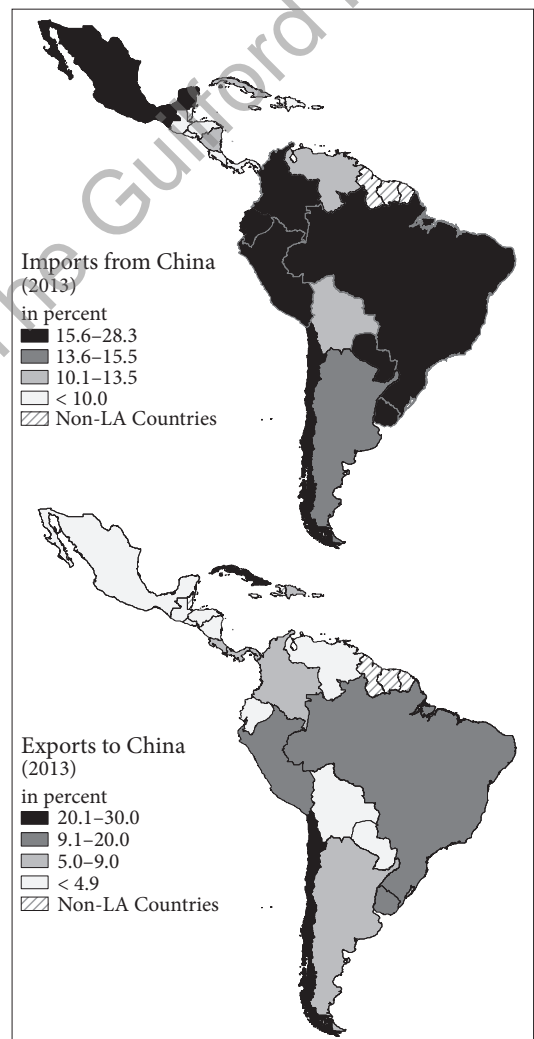 The Guilford
Imports from China
(2013)
in percent
15.6–28.3
13.6–15.5
10.1–13.5
< 10.0
Non-LA Countries
Exports to China
(2013)
in percent
20.1–30.0
9.1–20.0
5.0–9.0
< 4.9
Non-LA Countries